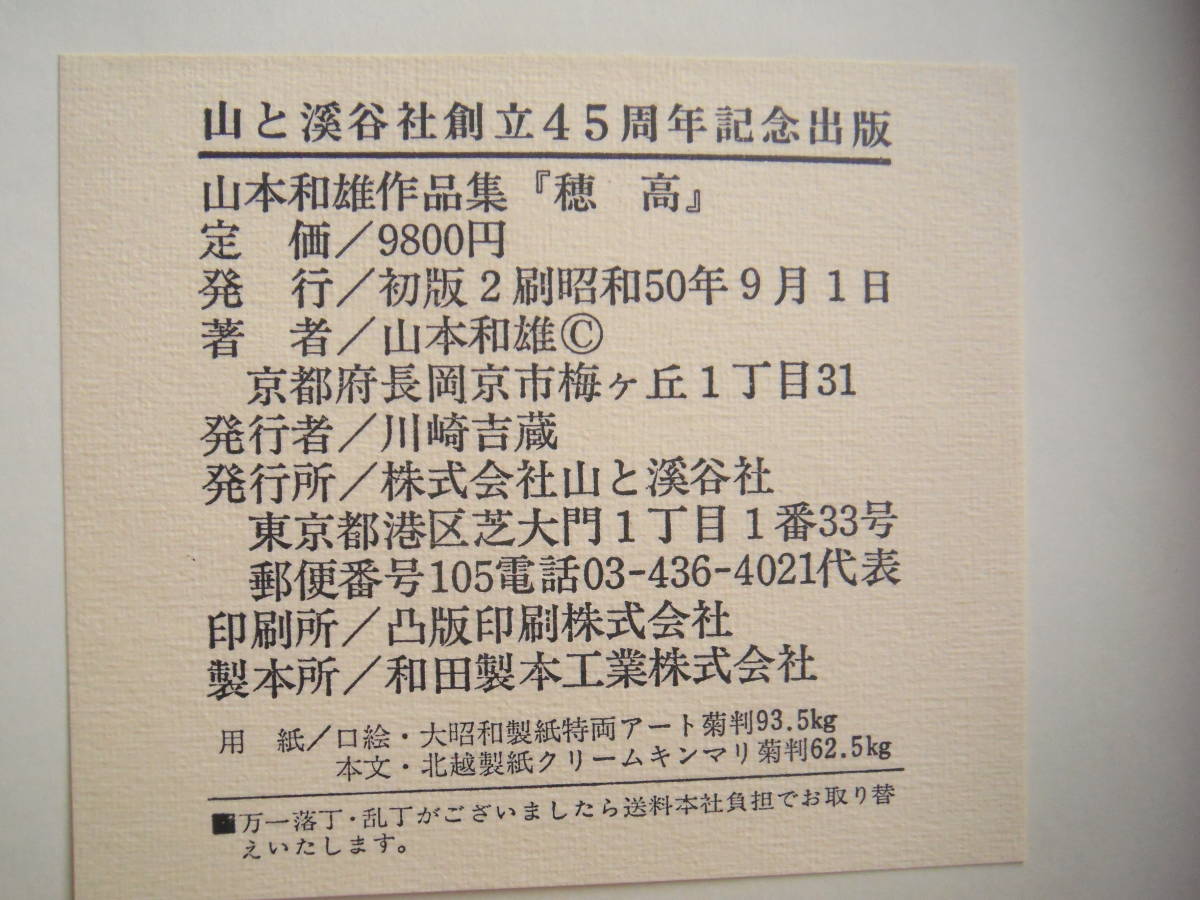 山と溪谷社創立45周年記念出版
山本和雄作品集『穂　高』
定　価／9800円
発　行／初版２刷昭和50年９月１日
著　者／山本和雄©
京都府長岡京市梅ヶ丘１丁目31
発行者／川崎吉蔵
発行所／株式会社山と溪谷社
東京都港区芝大門１丁目１番33号
郵便番号105電話03-436-4021代表
印刷所／凸版印刷株式会社
製本所／和田製本工業株式会社
用　紙／口絵・大昭和製紙特両アート菊判93.5kg
本文・北越製紙クリームキンマリ菊判62.5kg
■万一落丁・乱丁がございましたら送料本社負担でお取り替
えいたします。